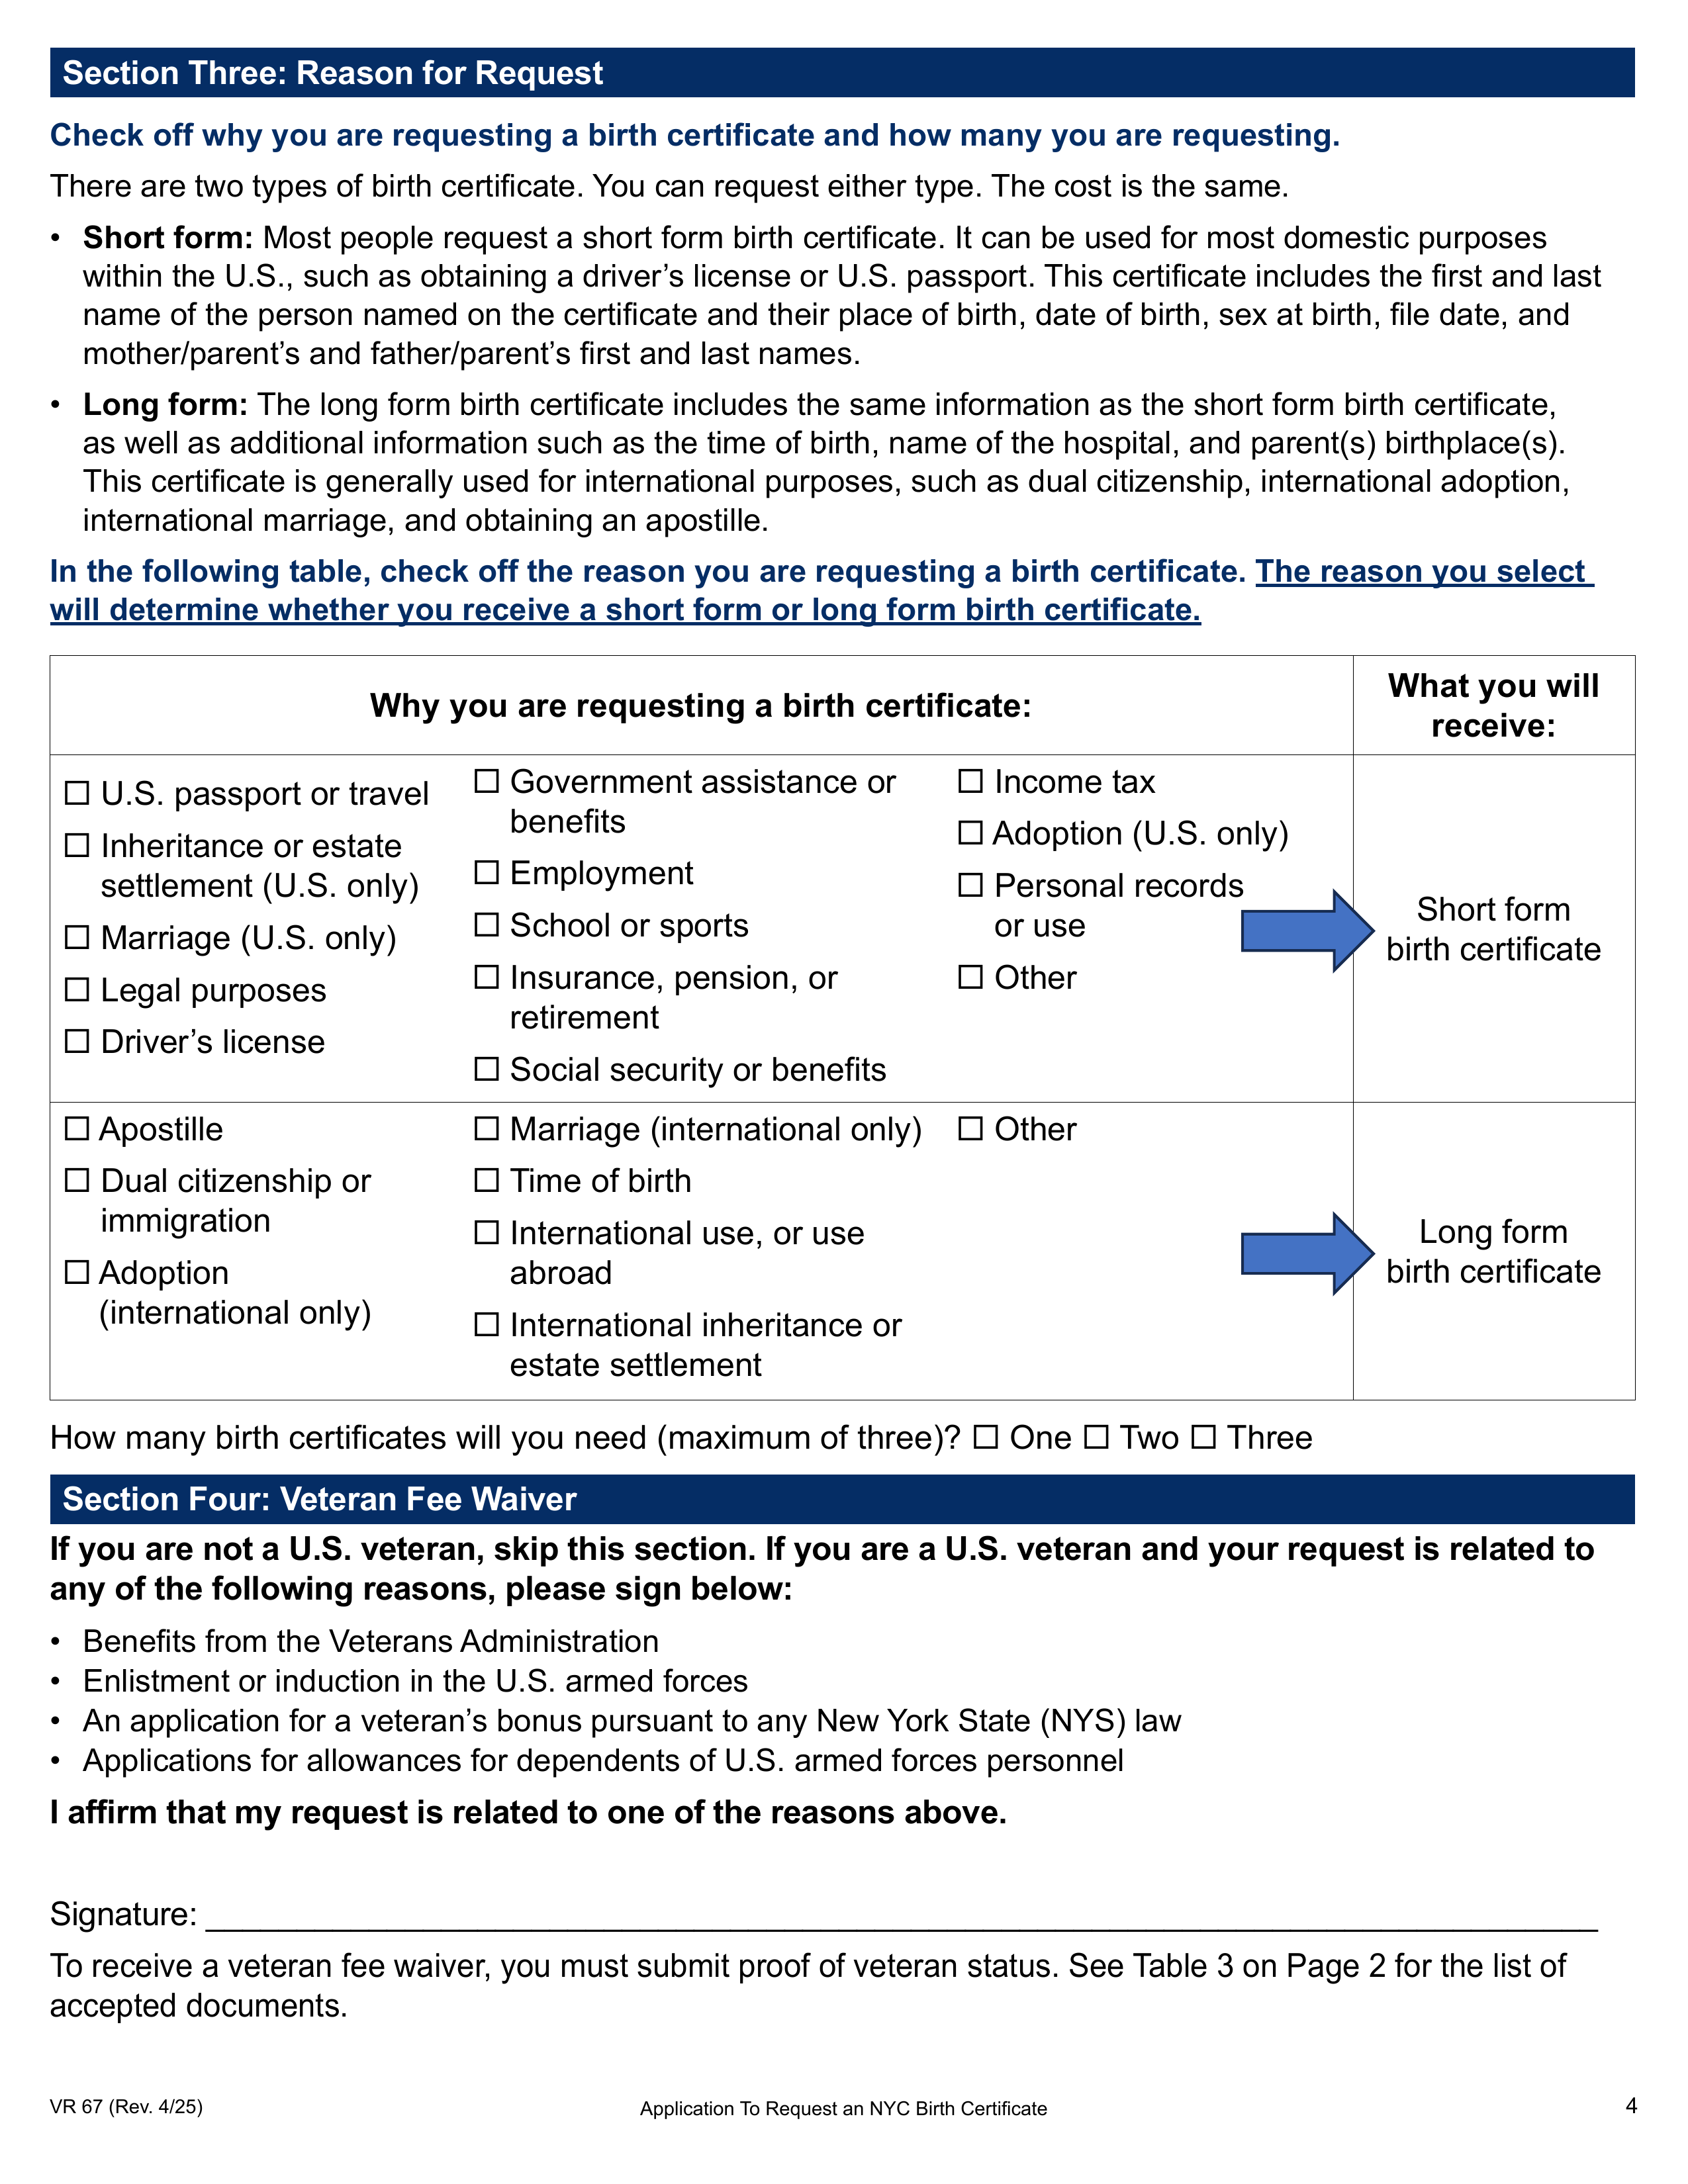 Section Three: Reason for Request
Check off why you are requesting a birth certificate and how many you are requesting.
There are two types of birth certificate. You can request either type. The cost is the same.
• Short form: Most people request a short form birth certificate. It can be used for most domestic purposes
within the U.S., such as obtaining a driver’s license or U.S. passport. This certificate includes the first and last
name of the person named on the certificate and their place of birth, date of birth, sex at birth, file date, and
mother/parent’s and father/parent’s first and last names.
• Long form: The long form birth certificate includes the same information as the short form birth certificate,
as well as additional information such as the time of birth, name of the hospital, and parent(s) birthplace(s).
This certificate is generally used for international purposes, such as dual citizenship, international adoption,
international marriage, and obtaining an apostille.
In the following table, check off the reason you are requesting a birth certificate. The reason you select
will determine whether you receive a short form or long form birth certificate.
Why you are requesting a birth certificate:
What you will
receive:
☐ U.S. passport or travel
☐ Inheritance or estate
settlement (U.S. only)
☐ Marriage (U.S. only)
☐ Legal purposes
☐ Driver’s license
☐ Government assistance or
benefits
☐ Employment
☐ School or sports
☐ Insurance, pension, or
retirement
☐ Social security or benefits
☐ Income tax
☐ Adoption (U.S. only)
☐ Personal records
or use
☐ Other
Short form
birth certificate
☐ Apostille
☐ Dual citizenship or
immigration
☐ Adoption
(international only)
☐ Marriage (international only)
☐ Time of birth
☐ International use, or use
abroad
☐ International inheritance or
estate settlement
☐ Other
Long form
birth certificate
How many birth certificates will you need (maximum of three)? ☐ One ☐ Two ☐ Three
Section Four: Veteran Fee Waiver
If you are not a U.S. veteran, skip this section. If you are a U.S. veteran and your request is related to
any of the following reasons, please sign below:
• Benefits from the Veterans Administration
• Enlistment or induction in the U.S. armed forces
• An application for a veteran’s bonus pursuant to any New York State (NYS) law
• Applications for allowances for dependents of U.S. armed forces personnel
I affirm that my request is related to one of the reasons above.
Signature:
To receive a veteran fee waiver, you must submit proof of veteran status. See Table 3 on Page 2 for the list of
accepted documents.
VR 67 (Rev. 4/25)
Application To Request an NYC Birth Certificate
4